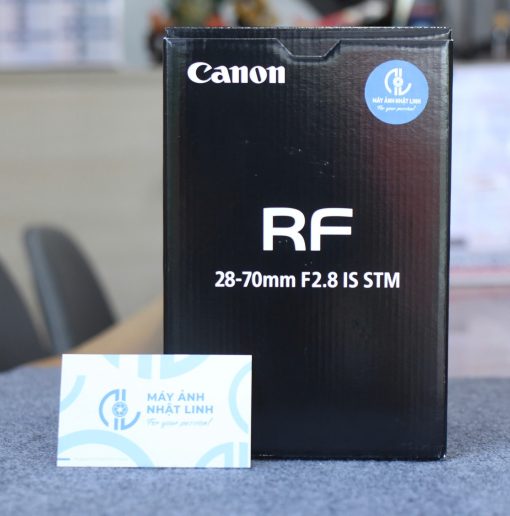 Canon
MÁY ẢNH NHẬT LINH
For your passion!
RF
28-70mm F2.8 IS STM
MÁY ẢNH
NHẬT LINH
For your passion!